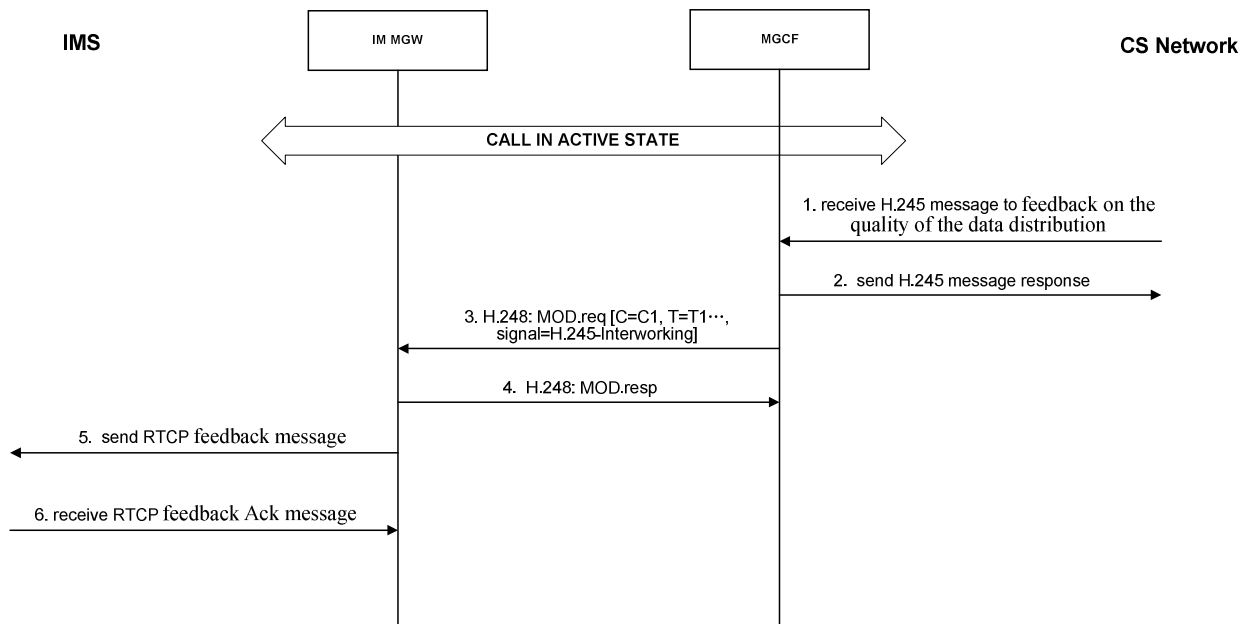 IMS
IM MGW
MGCF
CS Network
CALL IN ACTIVE STATE
1. receive H.245 message to feedback on the
quality of the data distribution
2. send H.245 message response
3. H.248: MOD.req [C=C1, T=T1…,
signal=H.245-Interworking]
4. H.248: MOD.resp
5. send RTCP feedback message
6. receive RTCP feedback Ack message